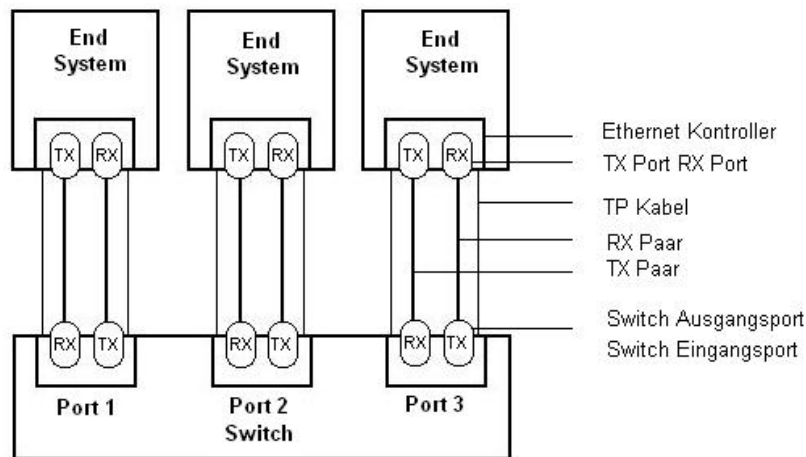 End
System
End
System
End
System
TX
RX
TX
RX
TX
RX
Ethernet Kontroller
TX Port RX Port
TP Kabel
RX Paar
TX Paar
RX
TX
RX
TX
RX
TX
Switch Ausgangsport
Switch Eingangsport
Port 1
Port 2
Port 3
Switch